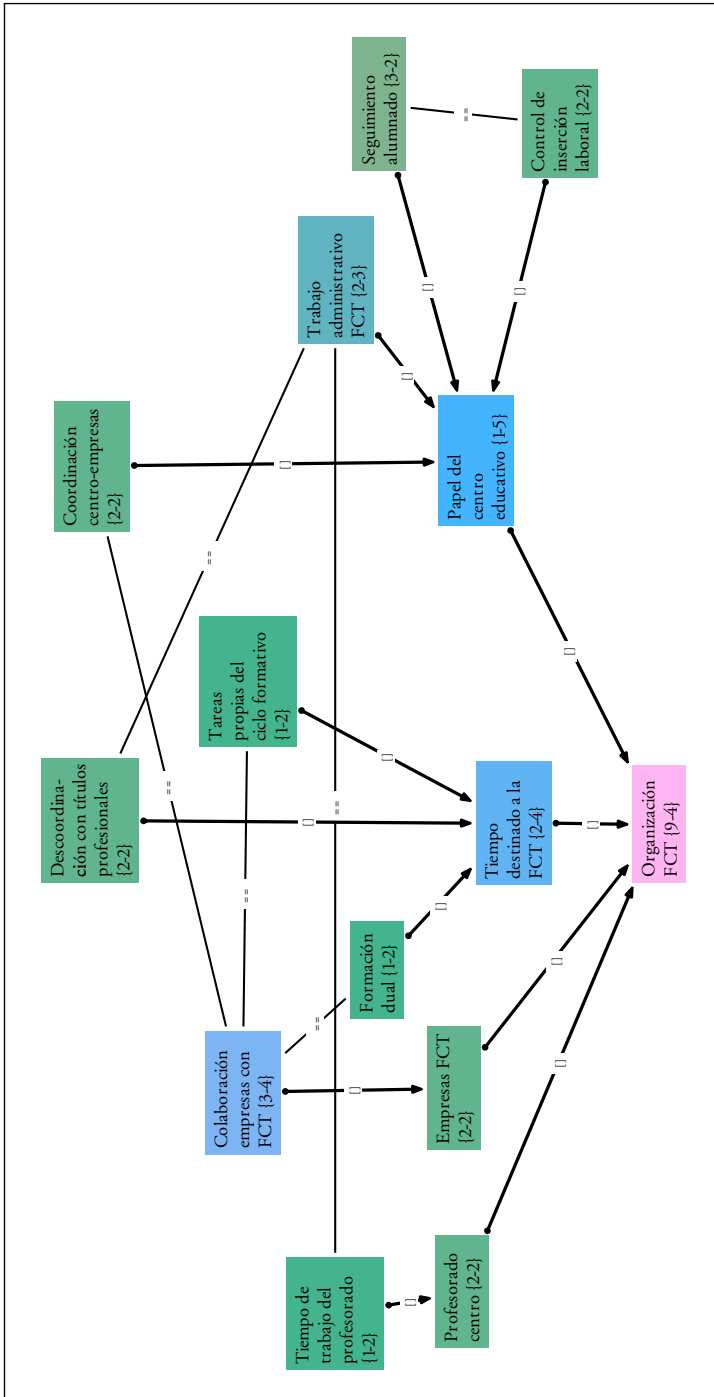 Seguimiento
alumnado {3-2}
==
Control de
inserción
laboral {2-2}
[]
[]
Trabajo
administrativo
FCT {2-3}
[]
Coordinación
centro-empresas
{2-2}
[]
Papel del
centro
educativo {1-5}
==
==
Tareas
propias del
ciclo formativo
{1-2}
[]
[]
Descoordina-
ción con títulos
profesionales
{2-2}
==
[]
==
Tiempo
destinado a la
FCT {2-4}
[]
Organización
FCT {9-4}
==
Formación
dual {1-2}
[]
==
Colaboración
empresas con
FCT {3-4}
[]
Empresas FCT
{2-2}
[]
Tiempo de
trabajo del
profesorado
{1-2}
[]
Profesorado
centro {2-2}
[]